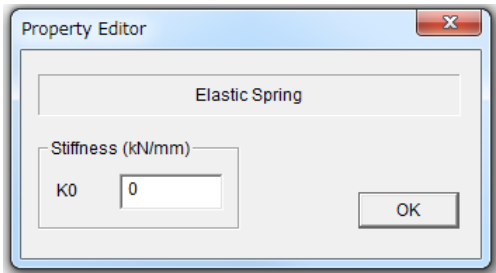 Property Editor
Elastic Spring
Stiffness (kN/mm)
K0 0
OK